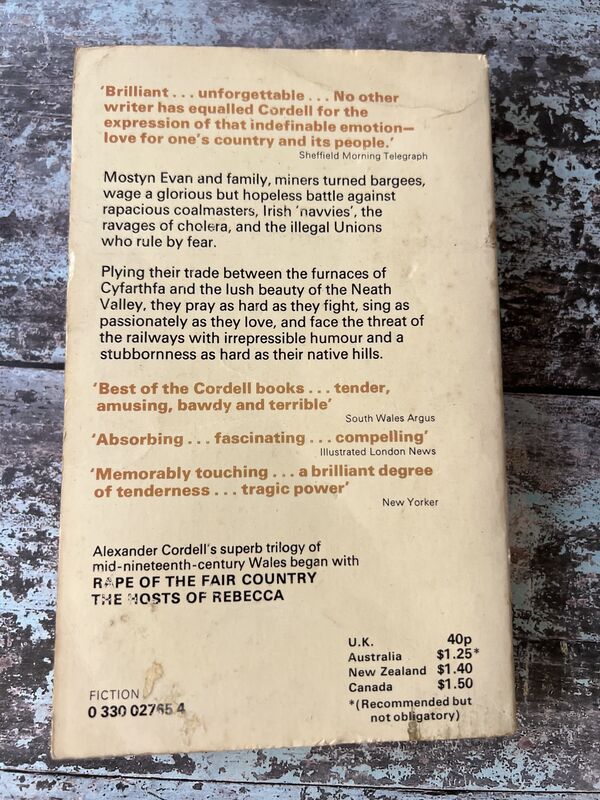 ‘Brilliant . . . unforgettable . . . No other
writer has equalled Cordell for the
expression of that indefinable emotion—
love for one's country and its people.’
Sheffield Morning Telegraph
Mostyn Evan and family, miners turned bargees,
wage a glorious but hopeless battle against
rapacious coalmasters, Irish ‘navvies’, the
ravages of cholera, and the illegal Unions
who rule by fear.
Plying their trade between the furnaces of
Cyfarthfa and the lush beauty of the Neath
Valley, they pray as hard as they fight, sing as
passionately as they love, and face the threat of
the railways with irrepressible humour and a
stubbornness as hard as their native hills.
‘Best of the Cordell books . . . tender,
amusing, bawdy and terrible’
South Wales Argus
‘Absorbing . . . fascinating . . . compelling’
Illustrated London News
‘Memorably touching . . . a brilliant degree
of tenderness . . . tragic power’
New Yorker
Alexander Cordell's superb trilogy of
mid-nineteenth-century Wales began with
RAPE OF THE FAIR COUNTRY
THE HOSTS OF REBECCA
U.K. 40p
Australia $1.25*
New Zealand $1.40
Canada $1.50
*(Recommended but
not obligatory)
FICTION
0 330 02765 4